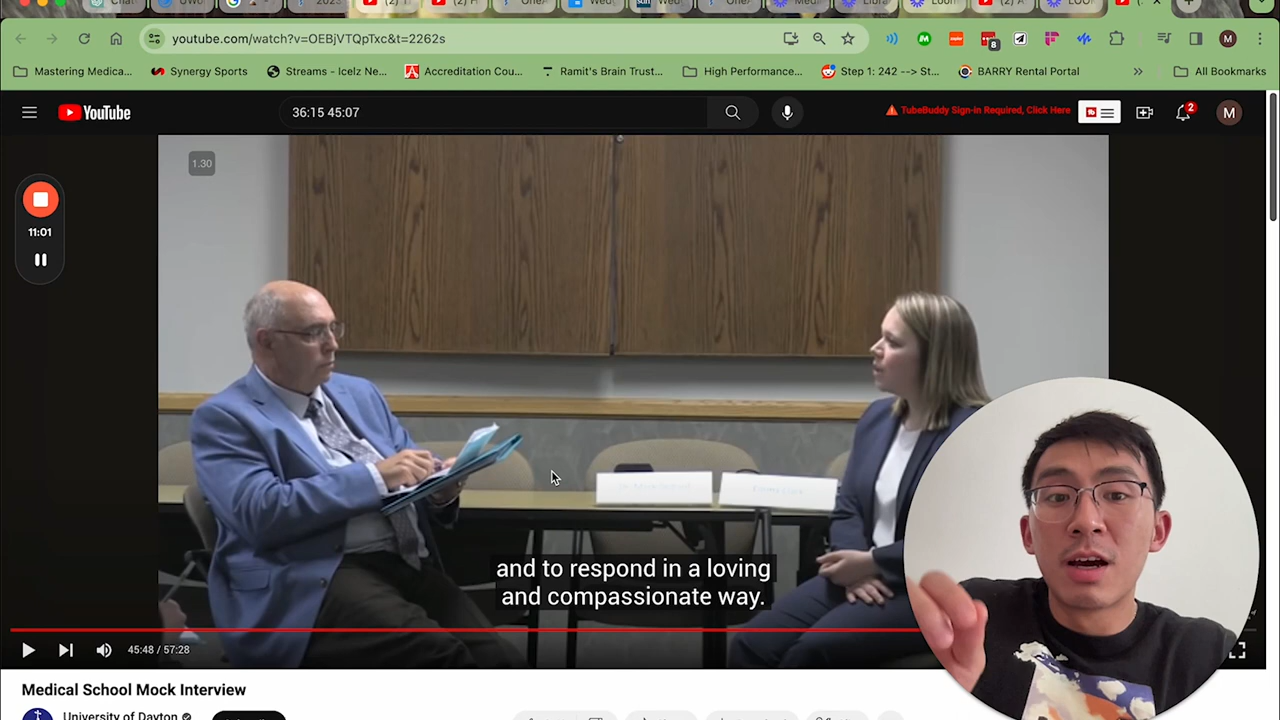 youtube.com/watch?v=OEBjVTQpTxc&t=2262s
Mastering Medica... Synergy Sports Streams - Icelz Ne... Accreditation Cou... Ramit's Brain Trust... High Performance... Step 1: 242 --> St... BARRY Rental Portal » All Bookmarks
YouTube 36:15 45:07 TubeBuddy Sign-in Required, Click Here 2 M
1.30
11:01
and to respond in a loving
and compassionate way.
45:48 / 57:28
Medical School Mock Interview
University of Dayton